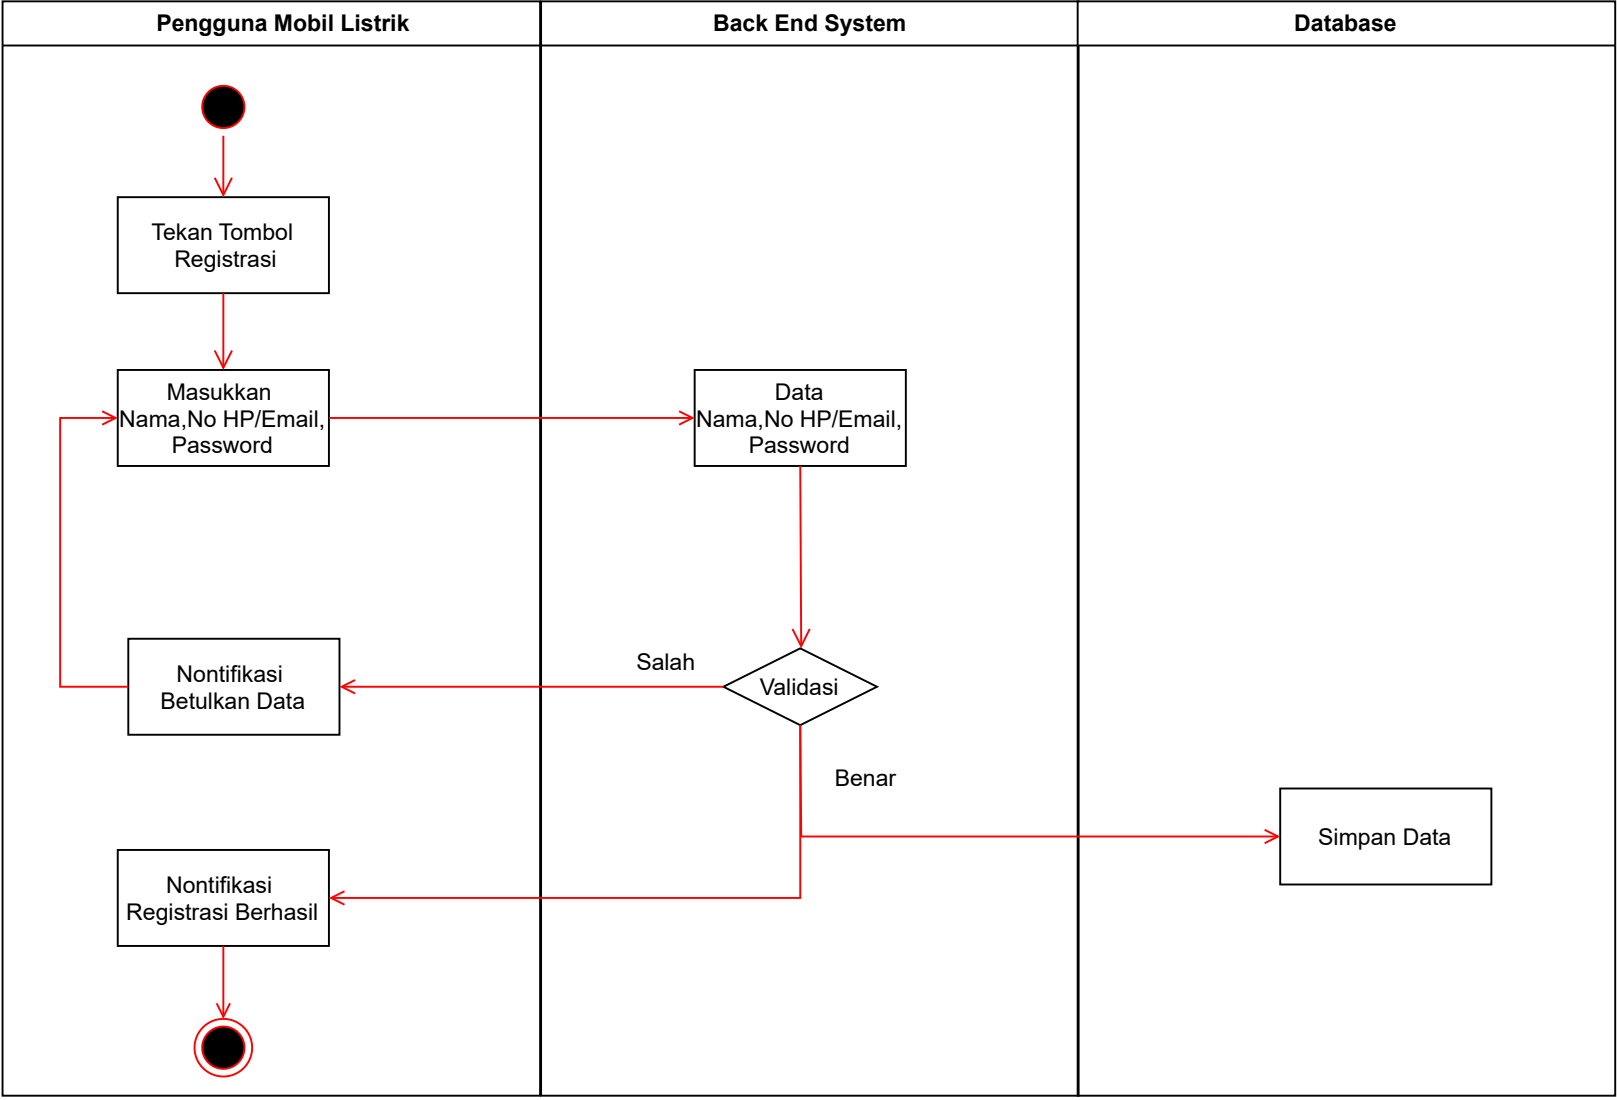 Pengguna Mobil Listrik
Back End System
Database
Tekan Tombol
Registrasi
Masukkan
Nama,No HP/Email,
Password
Data
Nama,No HP/Email,
Password
Nontifikasi
Betulkan Data
Salah
Validasi
Benar
Simpan Data
Nontifikasi
Registrasi Berhasil